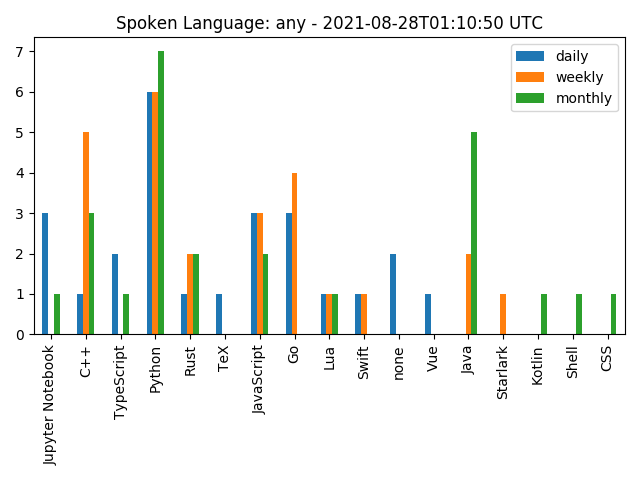 Spoken Language: any - 2021-08-28T01:10:50 UTC
daily
weekly
monthly
7
6
5
4
3
2
1
0
Jupyter Notebook
C++
TypeScript
Python
Rust
TeX
JavaScript
Go
Lua
Swift
none
Vue
Java
Starlark
Kotlin
Shell
CSS